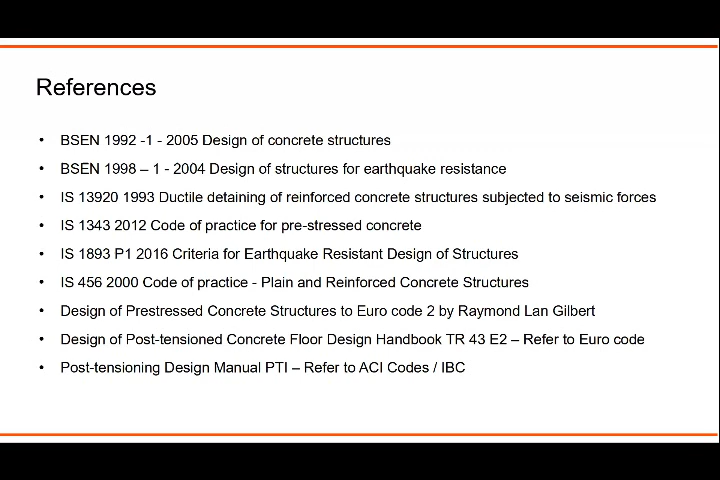 References
• BSEN 1992 -1 - 2005 Design of concrete structures
• BSEN 1998 – 1 - 2004 Design of structures for earthquake resistance
• IS 13920 1993 Ductile detaining of reinforced concrete structures subjected to seismic forces
• IS 1343 2012 Code of practice for pre-stressed concrete
• IS 1893 P1 2016 Criteria for Earthquake Resistant Design of Structures
• IS 456 2000 Code of practice - Plain and Reinforced Concrete Structures
• Design of Prestressed Concrete Structures to Euro code 2 by Raymond Lan Gilbert
• Design of Post-tensioned Concrete Floor Design Handbook TR 43 E2 – Refer to Euro code
• Post-tensioning Design Manual PTI – Refer to ACI Codes / IBC